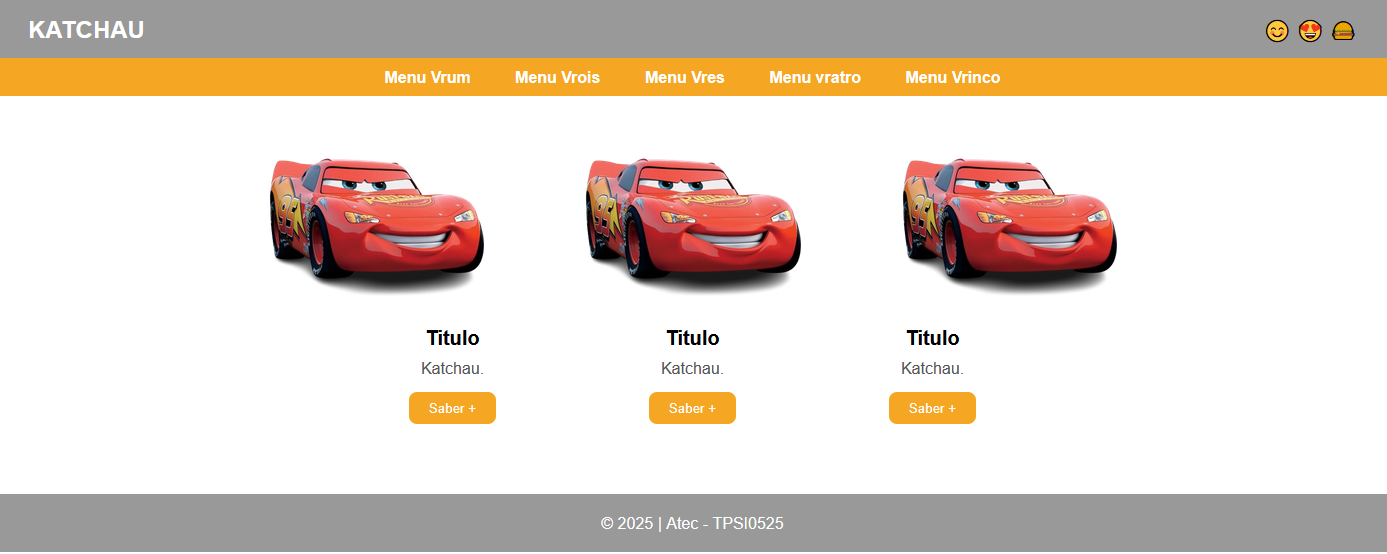 KATCHAU
Menu Vrum Menu Vrois Menu Vres Menu vratro Menu Vrinco
Titulo Titulo Titulo
Katchau. Katchau. Katchau.
Saber + Saber + Saber +
© 2025 | Atec - TPSI0525